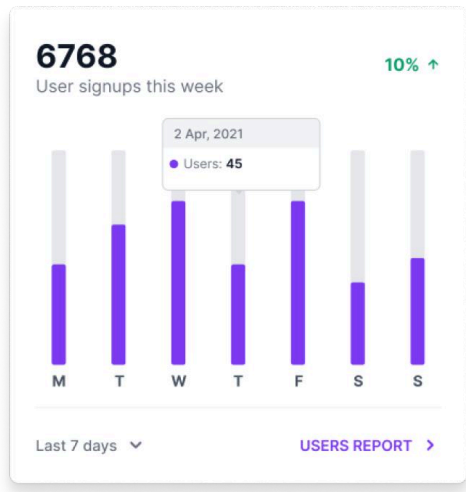 6768
10% ↑
User signups this week
2 Apr, 2021
Users: 45
M T W T F S S
Last 7 days
USERS REPORT